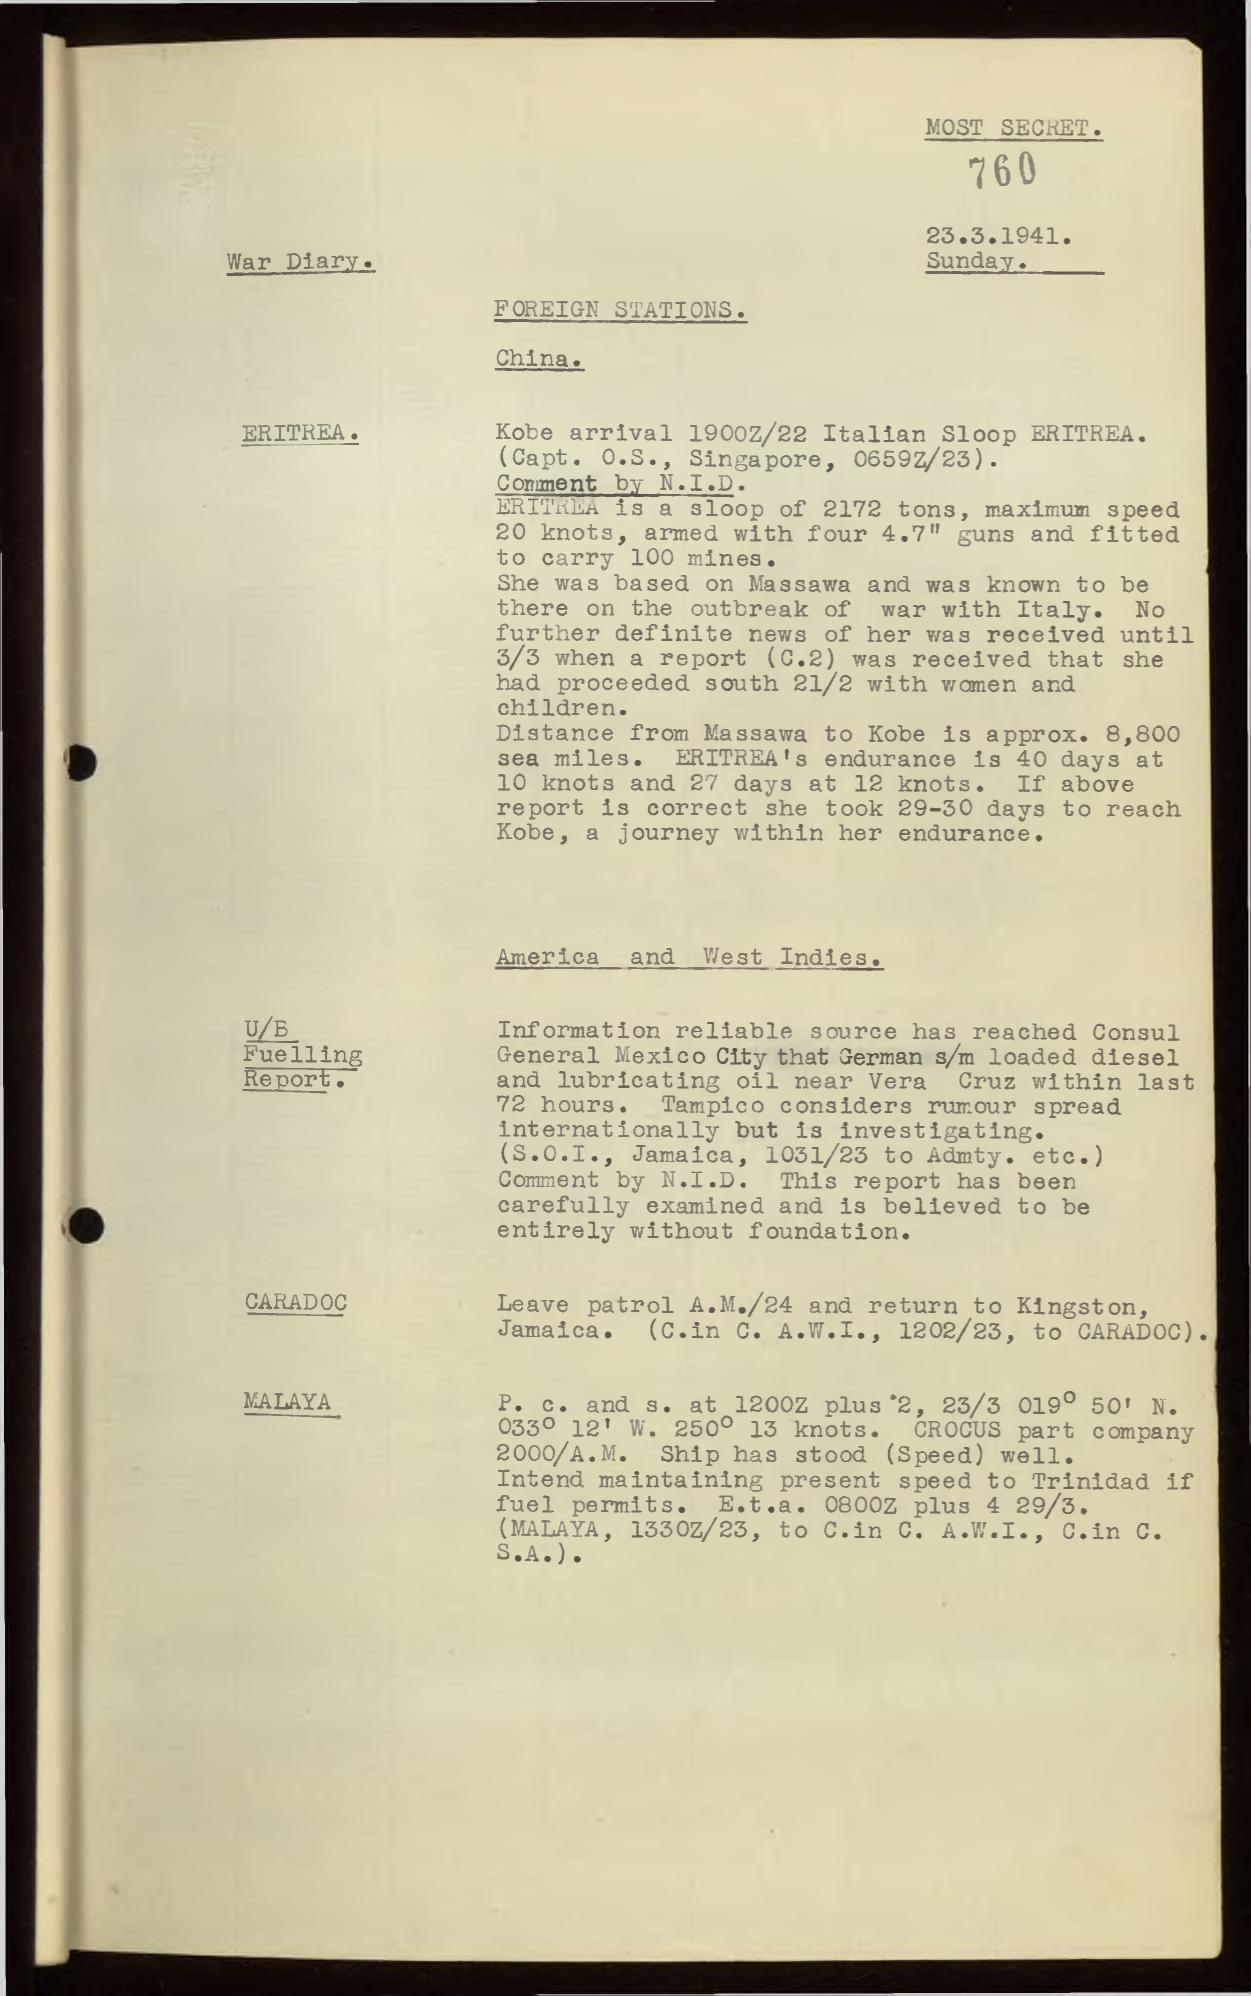 MOST SECRET.
760
23.3.1941.
War Diary.
Sunday.
FOREIGN STATIONS.
China.
ERITREA.
Kobe arrival 1900Z/22 Italian Sloop ERITREA.
(Capt. O.S., Singapore, 0659Z/23).
Comment by N.I.D.
ERITREA is a sloop of 2172 tons, maximum speed
20 knots, armed with four 4.7" guns and fitted
to carry 100 mines.
She was based on Massawa and was known to be
there on the outbreak of war with Italy. No
further definite news of her was received until
3/3 when a report (C.2) was received that she
had proceeded south 21/2 with women and
children.
Distance from Massawa to Kobe is approx. 8,800
sea miles. ERITREA's endurance is 40 days at
10 knots and 27 days at 12 knots. If above
report is correct she took 29-30 days to reach
Kobe, a journey within her endurance.
America and West Indies.
U/B
Fuelling
Report.
Information reliable source has reached Consul
General Mexico City that German s/m loaded diesel
and lubricating oil near Vera Cruz within last
72 hours. Tampico considers rumour spread
internationally but is investigating.
(S.O.I., Jamaica, 1031/23 to Admty. etc.)
Comment by N.I.D. This report has been
carefully examined and is believed to be
entirely without foundation.
CARADOC
Leave patrol A.M./24 and return to Kingston,
Jamaica. (C.in C. A.W.I., 1202/23, to CARADOC).
MALAYA
P. c. and s. at 1200Z plus 2, 23/3 019° 50' N.
033° 12' W. 250° 13 knots. CROCUS part company
2000/A.M. Ship has stood (Speed) well.
Intend maintaining present speed to Trinidad if
fuel permits. E.t.a. 0800Z plus 4 29/3.
(MALAYA, 1330Z/23, to C.in C. A.W.I., C.in C.
S.A.).